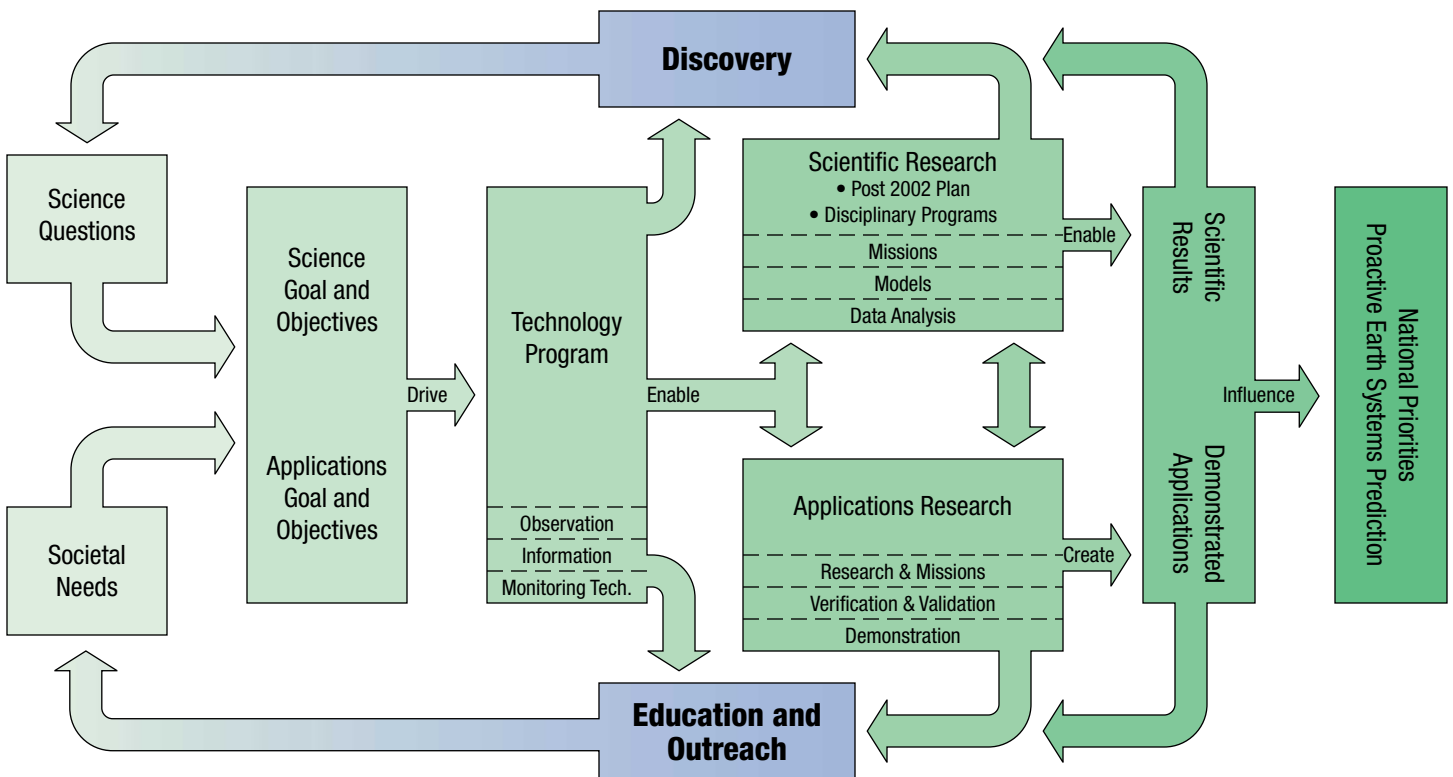 Discovery
Science
Questions
Societal
Needs
Science
Goal and
Objectives
Applications
Goal and
Objectives
Drive
Technology
Program
Observation
Information
Monitoring Tech.
Enable
Scientific Research
• Post 2002 Plan
• Disciplinary Programs
Missions
Models
Data Analysis
Enable
Applications Research
Research & Missions
Verification & Validation
Demonstration
Create
Scientific
Results
Demonstrated
Applications
Influence
National Priorities
Proactive Earth Systems Prediction
Education and
Outreach